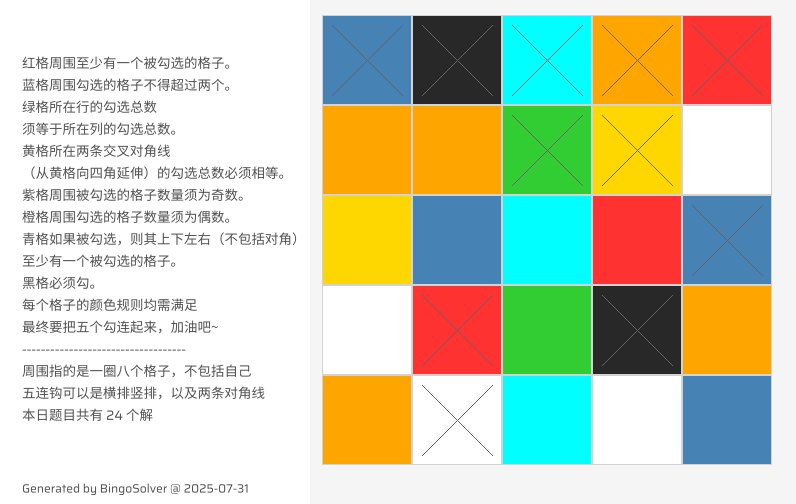 红格周围至少有一个被勾选的格子。
蓝格周围勾选的格子不得超过两个。
绿格所在行的勾选总数
须等于所在列的勾选总数。
黄格所在两条交叉对角线
（从黄格向四角延伸）的勾选总数必须相等。
紫格周围被勾选的格子数量须为奇数。
橙格周围勾选的格子数量须为偶数。
青格如果被勾选，则其上下左右（不包括对角）
至少有一个被勾选的格子。
黑格必须勾。
每个格子的颜色规则均需满足
最终要把五个勾连起来，加油吧~
-----------------------------------
周围指的是一圈八个格子，不包括自己
五连钩可以是横排竖排，以及两条对角线
本日题目共有 24 个解
Generated by BingoSolver @ 2025-07-31